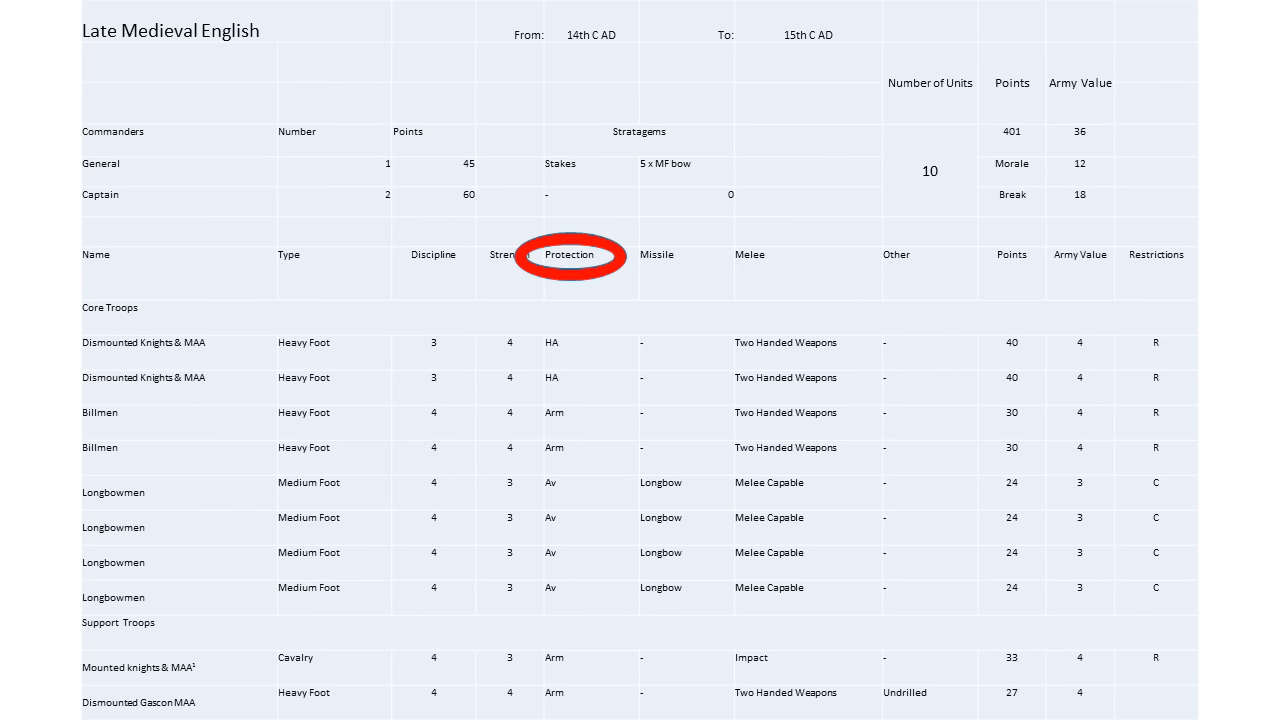 Late Medieval English From: 14th C AD To: 15th C AD
Number of Units Points Army Value
Commanders Number Points Stratagems 401 36
General 1 45 Stakes 5 x MF bow 10 Morale 12
Captain 2 60 - 0 Break 18
Name Type Discipline Protection Missile Melee Other Points Army Value Restrictions
Core Troops
Dismounted Knights & MAA Heavy Foot 3 4 HA - Two Handed Weapons - 40 4 R
Dismounted Knights & MAA Heavy Foot 3 4 HA - Two Handed Weapons - 40 4 R
Billmen Heavy Foot 4 4 Arm - Two Handed Weapons - 30 4 R
Billmen Heavy Foot 4 4 Arm - Two Handed Weapons - 30 4 R
Longbowmen Medium Foot 4 3 Av Longbow Melee Capable - 24 3 C
Longbowmen Medium Foot 4 3 Av Longbow Melee Capable - 24 3 C
Longbowmen Medium Foot 4 3 Av Longbow Melee Capable - 24 3 C
Longbowmen Medium Foot 4 3 Av Longbow Melee Capable - 24 3 C
Support Troops
Mounted knights & MAA¹ Cavalry 4 3 Arm - Impact - 33 4 R
Dismounted Gascon MAA Heavy Foot 4 4 Arm - Two Handed Weapons Undrilled 27 4